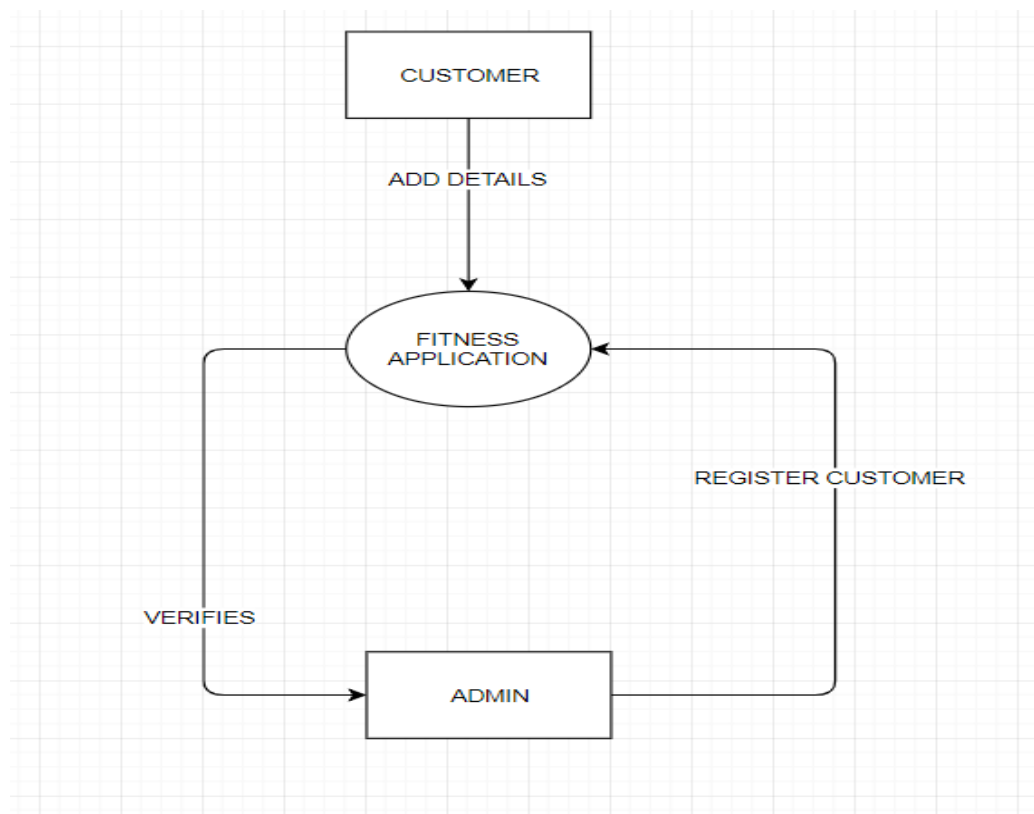 CUSTOMER
ADD DETAILS
FITNESS
APPLICATION
REGISTER CUSTOMER
VERIFIES
ADMIN